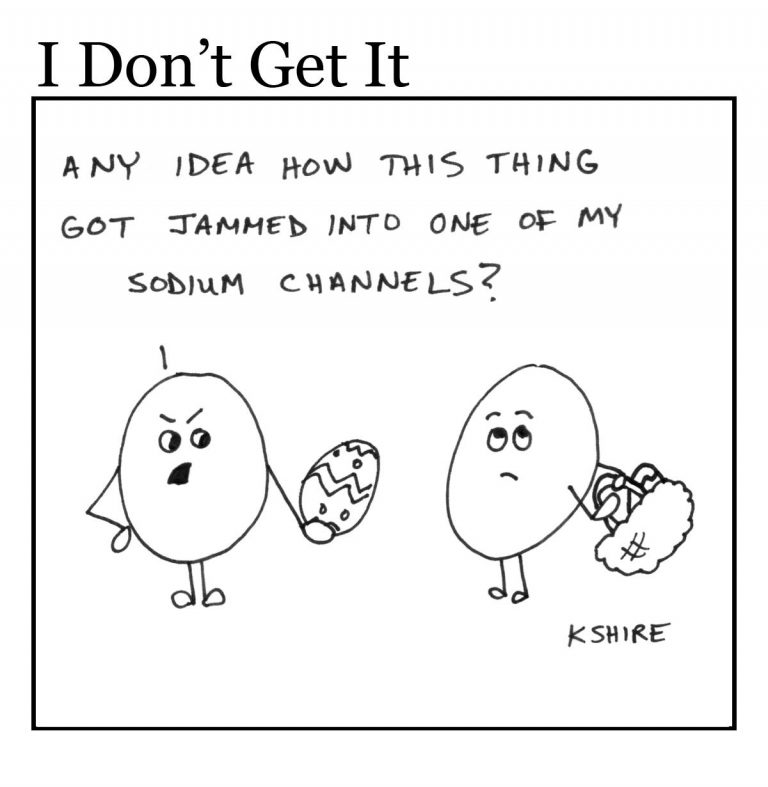 I Don't Get It
ANY IDEA HOW THIS THING
GOT JAMMED INTO ONE OF MY
SODIUM CHANNELS?
KSHIRE